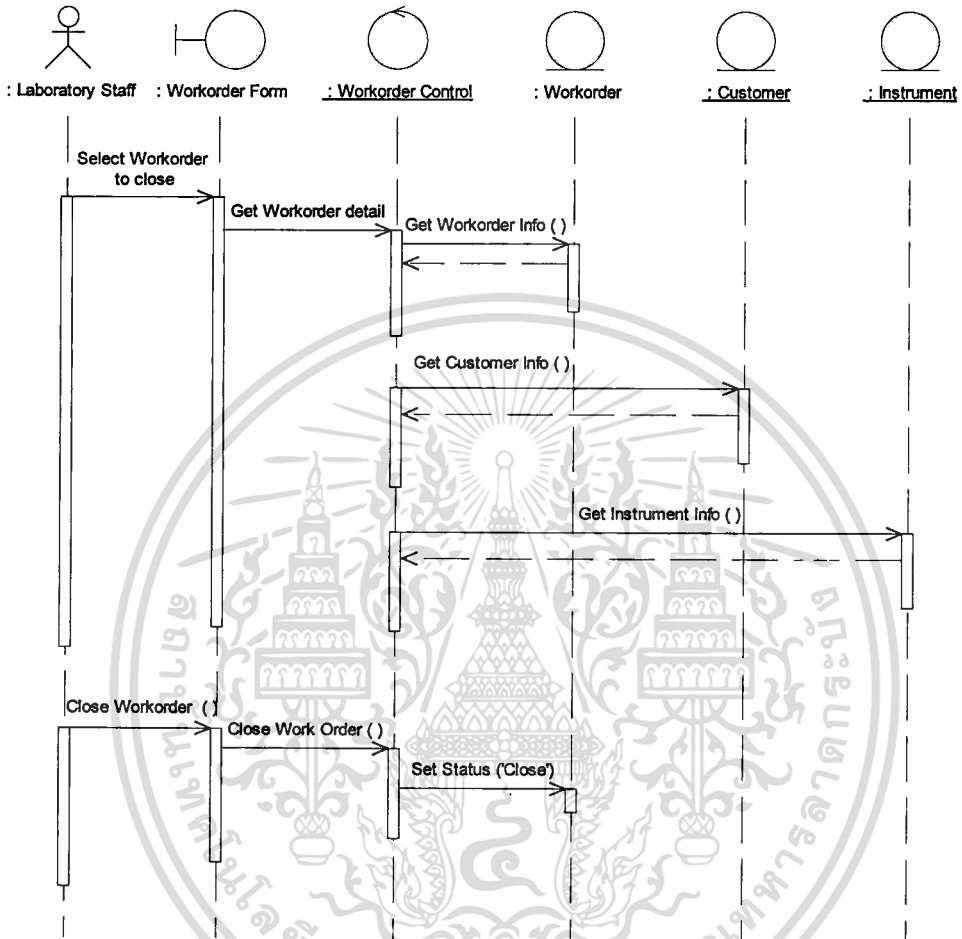 : Laboratory Staff
: Workorder Form
: Workorder Control
: Workorder
: Customer
: Instrument
Select Workorder
to close
Get Workorder detail
Get Workorder Info ( )
Get Customer Info ( )
Get Instrument Info ( )
Close Workorder ( )
Close Work Order ( )
Set Status ('Close')